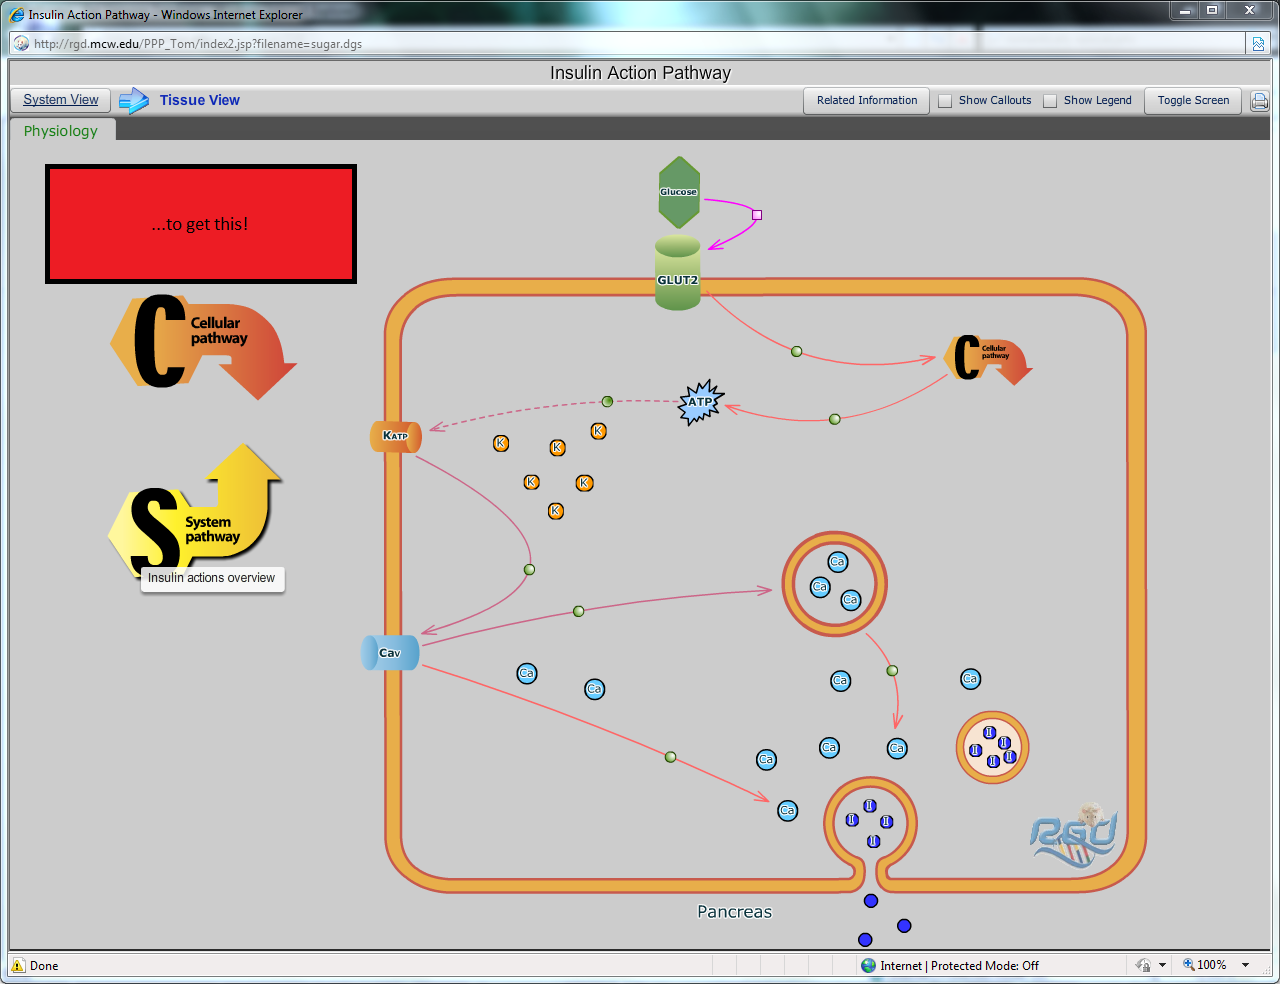 Insulin Action Pathway - Windows Internet Explorer
http://rgd.mcw.edu/PPP_Tom/index2.jsp?filename=sugar.dgs
Insulin Action Pathway
System View
Tissue View
Related Information
Show Callouts
Show Legend
Toggle Screen
Physiology
...to get this!
Glucose
GLUT2
C Cellular
pathway
C Cellular
pathway
ATP
KATP
K
K
K
K
K
K
S System
pathway
Insulin actions overview
Ca
Ca
Ca
Cav
Ca
Ca
Ca
Ca
Ca
Ca
Ca
Ca
I
I
I
I
I
I
I
I
I
RGD
Pancreas
Done
Internet | Protected Mode: Off
100%